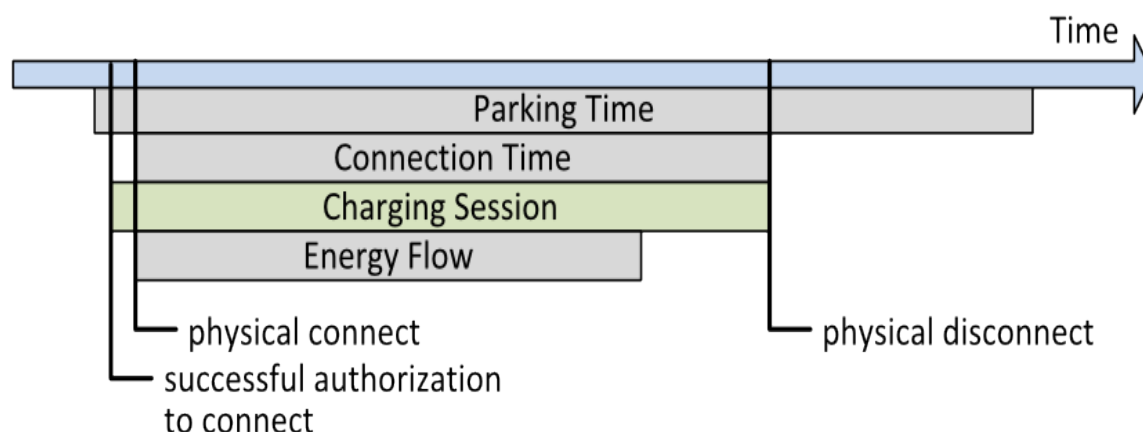 Time
Parking Time
Connection Time
Charging Session
Energy Flow
physical connect
physical disconnect
successful authorization
to connect